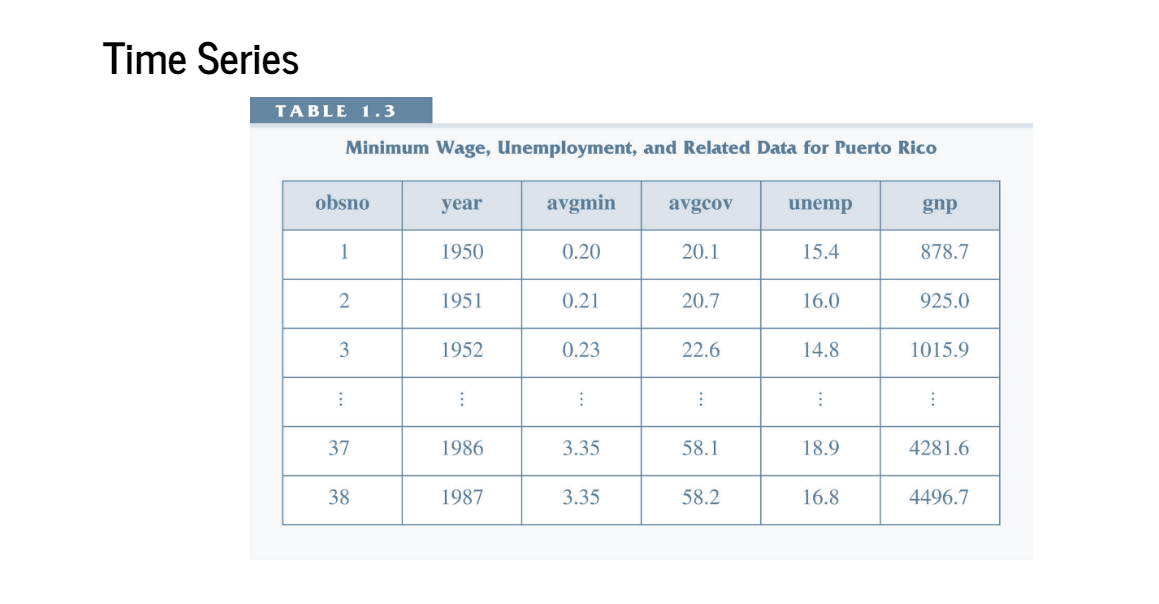 Time Series
TABLE 1.3
Minimum Wage, Unemployment, and Related Data for Puerto Rico
obsno year avgmin avgcov unemp gnp
1 1950 0.20 20.1 15.4 878.7
2 1951 0.21 20.7 16.0 925.0
3 1952 0.23 22.6 14.8 1015.9
⋮ ⋮ ⋮ ⋮ ⋮ ⋮
37 1986 3.35 58.1 18.9 4281.6
38 1987 3.35 58.2 16.8 4496.7